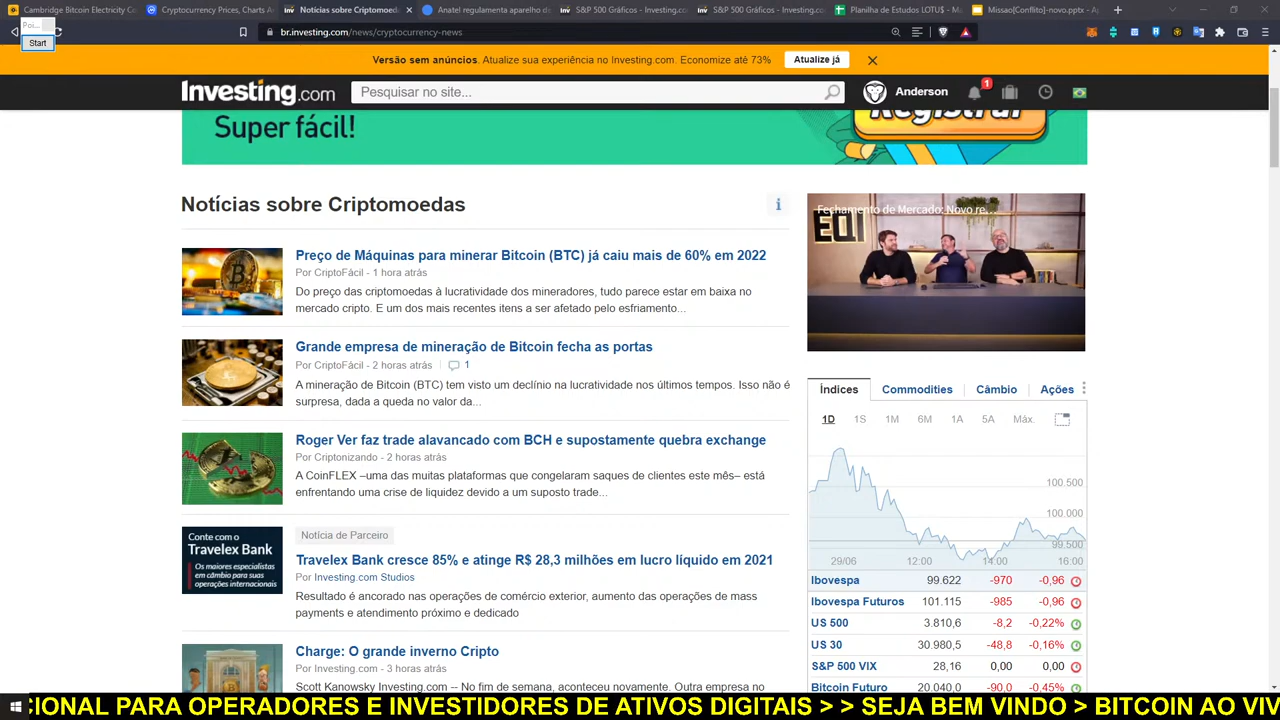 Cambridge Bitcoin Electricity Co
Cryptocurrency Prices, Charts A
Notícias sobre Criptomoeda
Anatel regulamenta aparelho de
S&P 500 Gráficos - Investing.co
S&P 500 Gráficos - Investing.co
Planilha de Estudos LOTU$ - M
Missao[Conflito]-novo.pptx - Ap
Poi...
Start
br.investing.com/news/cryptocurrency-news
Versão sem anúncios. Atualize sua experiência no Investing.com. Economize até 73%
Atualize já
Investing.com
Pesquisar no site...
Anderson
1
Super fácil!
Registrar
Notícias sobre Criptomoedas
Preço de Máquinas para minerar Bitcoin (BTC) já caiu mais de 60% em 2022
Por CriptoFácil - 1 hora atrás
Do preço das criptomoedas à lucratividade dos mineradores, tudo parece estar em baixa no
mercado cripto. E um dos mais recentes itens a ser afetado pelo esfriamento...
Grande empresa de mineração de Bitcoin fecha as portas
Por CriptoFácil - 2 horas atrás
1
A mineração de Bitcoin (BTC) tem visto um declínio na lucratividade nos últimos tempos. Isso não é
surpresa, dada a queda no valor da...
Roger Ver faz trade alavancado com BCH e supostamente quebra exchange
Por Criptonizando - 2 horas atrás
A CoinFLEX –uma das muitas plataformas que congelaram saques de clientes este mês– está
enfrentando uma crise de liquidez devido a um suposto trade...
Conte com o
Travelex Bank
Os maiores especialistas
em câmbio para suas
operações internacionais
Notícia de Parceiro
Travelex Bank cresce 85% e atinge R$ 28,3 milhões em lucro líquido em 2021
Por Investing.com Studios
Resultado é ancorado nas operações de comércio exterior, aumento das operações de mass
payments e atendimento próximo e dedicado
Charge: O grande inverno Cripto
Por Investing.com - 3 horas atrás
Scott Kanowsky Investing.com -- No fim de semana, aconteceu novamente. Outra empresa no
Fechamento de Mercado: Novo re...
EQI
Índices
Commodities
Câmbio
Ações
1D 1S 1M 6M 1A 5A Máx.
100.500
100.000
99.500
29/06 12:00 14:00 16:00
Ibovespa 99.622 -970 -0,96
Ibovespa Futuros 101.115 -985 -0,96
US 500 3.810,6 -8,2 -0,22%
US 30 30.980,5 -48,8 -0,16%
S&P 500 VIX 28,16 0,00 0,00
Bitcoin Futuro 20.040,0 -90,0 -0,45%
CIONAL PARA OPERADORES E INVESTIDORES DE ATIVOS DIGITAIS > > SEJA BEM VINDO > BITCOIN AO VIV